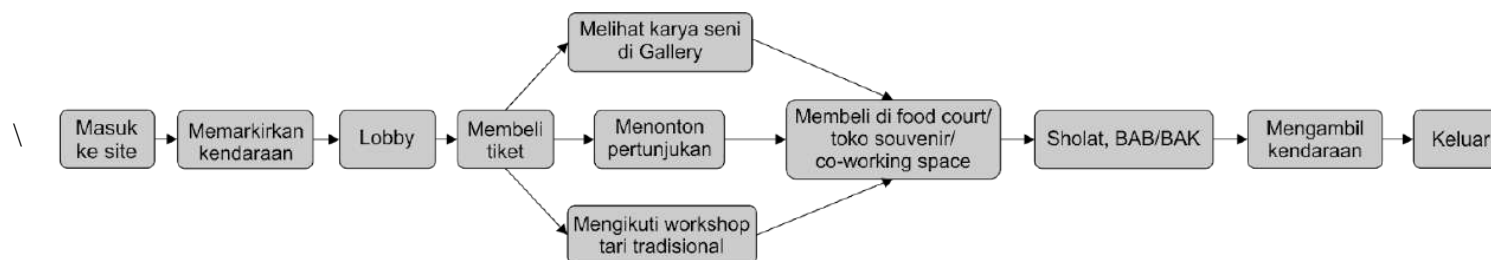 \
Masuk
ke site
Memarkirkan
kendaraan
Lobby
Membeli
tiket
Melihat karya seni
di Gallery
Menonton
pertunjukan
Mengikuti workshop
tari tradisional
Membeli di food court/
toko souvenir/
co-working space
Sholat, BAB/BAK
Mengambil
kendaraan
Keluar